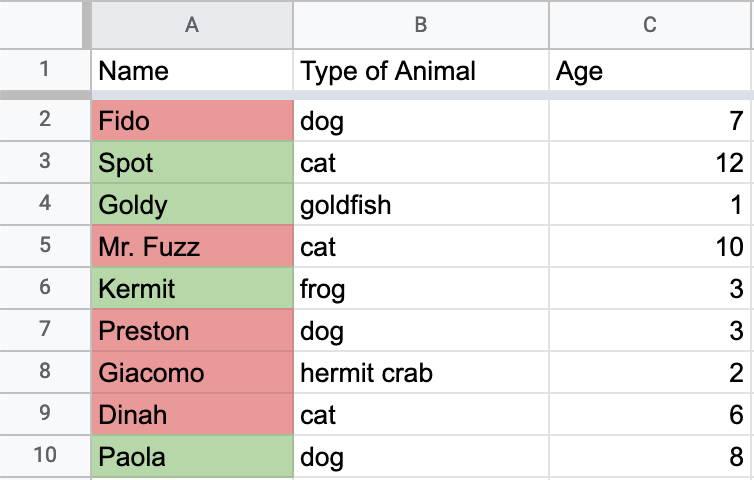 A B C
1 Name Type of Animal Age
2 Fido dog 7
3 Spot cat 12
4 Goldy goldfish 1
5 Mr. Fuzz cat 10
6 Kermit frog 3
7 Preston dog 3
8 Giacomo hermit crab 2
9 Dinah cat 6
10 Paola dog 8